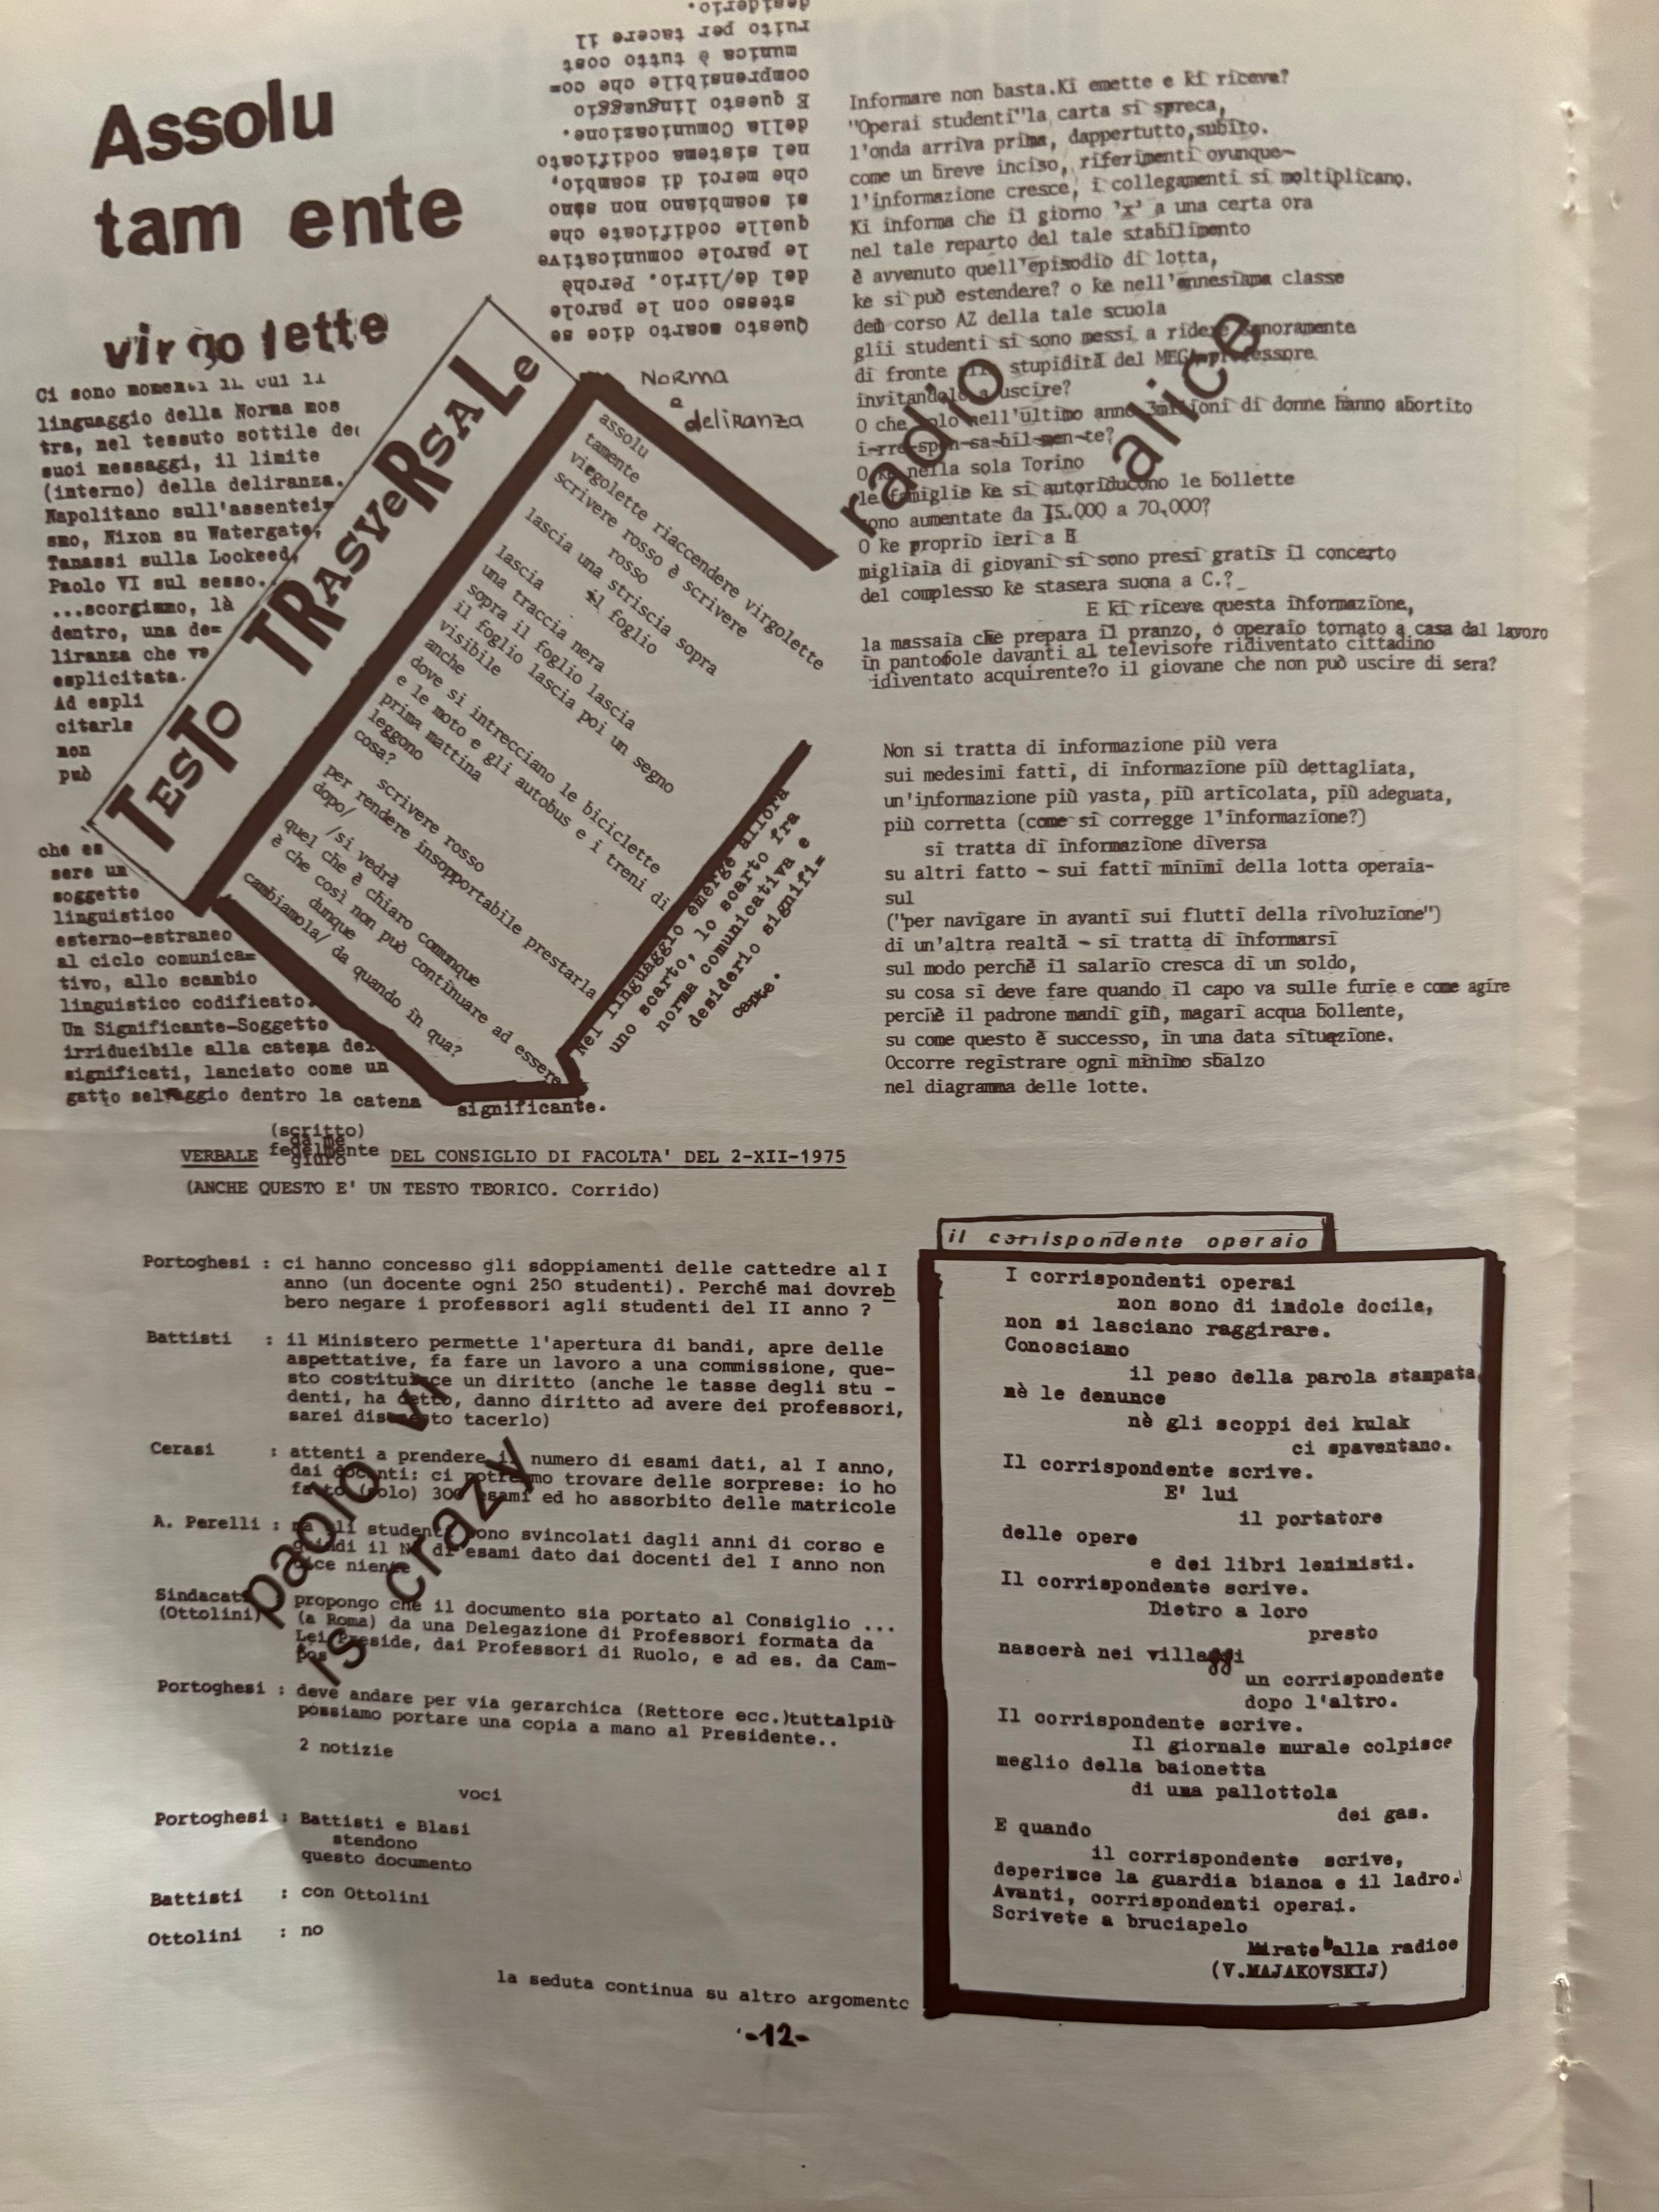 Assolu
tam ente
virgolette
Ci sono momenti in cui il
linguaggio della Norma mos
tra, nel tessuto sottile dei
suoi messaggi, il limite
(interno) della deliranza.
Napolitano sull'assentei=
smo, Nixon su Watergate,
Tanassi sulla Lockeed,
Paolo VI sul sesso..
...scorgiamo, là
dentro, una de=
liranza che va
esplicitata.
Ad espli
citarla
non
può
che es
sere un
soggetto
linguistico
esterno-estraneo
al ciclo comunica=
tivo, allo scambio
linguistico codificato.
Un Significante-Soggetto
irriducibile alla catena dei
significati, lanciato come un
gatto selvaggio dentro la catena significante.
TESTO TRASVERSALE
NORMA
e
deliranza
assolu
tamente
virgolette riaccendere virgolette
scrivere rosso è scrivere
rosso
lascia una striscia sopra
il foglio
lascia
una traccia nera
sopra il foglio lascia
il foglio lascia poi un segno
visibile
anche
dove si intrecciano le biciclette
e le moto e gli autobus e i treni di
prima mattina
leggono
cosa?
scrivere rosso
per rendere insopportabile prestarla
dopo/
/si vedrà
quel che è chiaro comunque
è che così non può continuare ad essere
dunque
cambiamola/ da quando in qua?
Nel linguaggio emerge allora
uno scarto, lo scarto fra
norma comunicativa e
desiderio signifi=
cante.
Questo scarto dice se
stesso con le parole
del de/lirio. Perchè
le parole comunicative
quelle codificate che
si scambiano non sono
che merci di scambio,
nel sistema codificato
della Comunicazione.
E questo linguaggio
comprensibile che co=
munica è tutto cost
ruito per tacere il
desiderio.
Informare non basta.Ki emette e ki riceve?
"Operai studenti"la carta si spreca,
l'onda arriva prima, dappertutto,subito.
come un breve inciso, riferimenti ovunque-
l'informazione cresce, i collegamenti si moltiplicano.
Ki informa che il giorno 'x' a una certa ora
nel tale reparto del tale stabilimento
è avvenuto quell'episodio di lotta,
ke si può estendere? o ke nell'ennesiama classe
dem corso AZ della tale scuola
glii studenti si sono messi a ridere sonoramente
di fronte alla stupidità del MEGAprofessore
invitandolo a uscire?
O che solo nell'ultimo anno 3milioni di donne hanno abortito
i-rre-spon-sa-bil-men-te?
O ke nella sola Torino
le famiglie ke si autoriducono le bollette
sono aumentate da 15.000 a 70.000?
O ke proprio ieri a B
migliaia di giovani si sono presi gratis il concerto
del complesso ke stasera suona a C.?
E ki riceve questa informazione,
la massaia che prepara il pranzo, o operaio tornato a casa dal lavoro
in pantofole davanti al televisore ridiventato cittadino
idiventato acquirente?o il giovane che non può uscire di sera?
radio
alice
Non si tratta di informazione più vera
sui medesimi fatti, di informazione più dettagliata,
un'informazione più vasta, più articolata, più adeguata,
più corretta (come si corregge l'informazione?)
si tratta di informazione diversa
su altri fatto - sui fatti minimi della lotta operaia-
sul
("per navigare in avanti sui flutti della rivoluzione")
di un'altra realtà - si tratta di informarsi
sul modo perchè il salario cresca di un soldo,
su cosa si deve fare quando il capo va sulle furie e come agire
perchè il padrone mandi giù, magari acqua bollente,
su come questo è successo, in una data situazione.
Occorre registrare ogni minimo sbalzo
nel diagramma delle lotte.
(scritto)
da me
fedelmente
giuro
VERBALE DEL CONSIGLIO DI FACOLTA' DEL 2-XII-1975
(ANCHE QUESTO E' UN TESTO TEORICO. Corrido)
Portoghesi : ci hanno concesso gli sdoppiamenti delle cattedre al I
anno (un docente ogni 250 studenti). Perché mai dovreb
bero negare i professori agli studenti del II anno ?
Battisti : il Ministero permette l'apertura di bandi, apre delle
aspettative, fa fare un lavoro a una commissione, que-
sto costituisce un diritto (anche le tasse degli stu -
denti, ha detto, danno diritto ad avere dei professori,
sarei disonesto tacerlo)
Cerasi : attenti a prendere il numero di esami dati, al I anno,
dai docenti: ci potremmo trovare delle sorprese: io ho
fatto (solo) 300 esami ed ho assorbito delle matricole
A. Perelli : ma gli studenti sono svincolati dagli anni di corso e
quindi il N° di esami dato dai docenti del I anno non
dice niente
Sindacati : propongo che il documento sia portato al Consiglio ...
(Ottolini) (a Roma) da una Delegazione di Professori formata da
Lei Preside, dai Professori di Ruolo, e ad es. da Cam-
pos
Portoghesi : deve andare per via gerarchica (Rettore ecc.)tuttalpiù
possiamo portare una copia a mano al Presidente..
2 notizie
voci
Portoghesi : Battisti e Blasi
stendono
questo documento
Battisti : con Ottolini
Ottolini : no
la seduta continua su altro argomento
paolo vi
is crazy
il corrispondente operaio
I corrispondenti operai
non sono di indole docile,
non si lasciano raggirare.
Conosciamo
il peso della parola stampata,
nè le denunce
nè gli scoppi dei kulak
ci spaventano.
Il corrispondente scrive.
E' lui
il portatore
delle opere
e dei libri leninisti.
Il corrispondente scrive.
Dietro a loro
presto
nascerà nei villaggi
un corrispondente
dopo l'altro.
Il corrispondente scrive.
Il giornale murale colpisce
meglio della baionetta
di una pallottola
dei gas.
E quando
il corrispondente scrive,
deperisce la guardia bianca e il ladro.
Avanti, corrispondenti operai.
Scrivete a bruciapelo
Mirate alla radice
(V.MAJAKOVSKIJ)
-12-